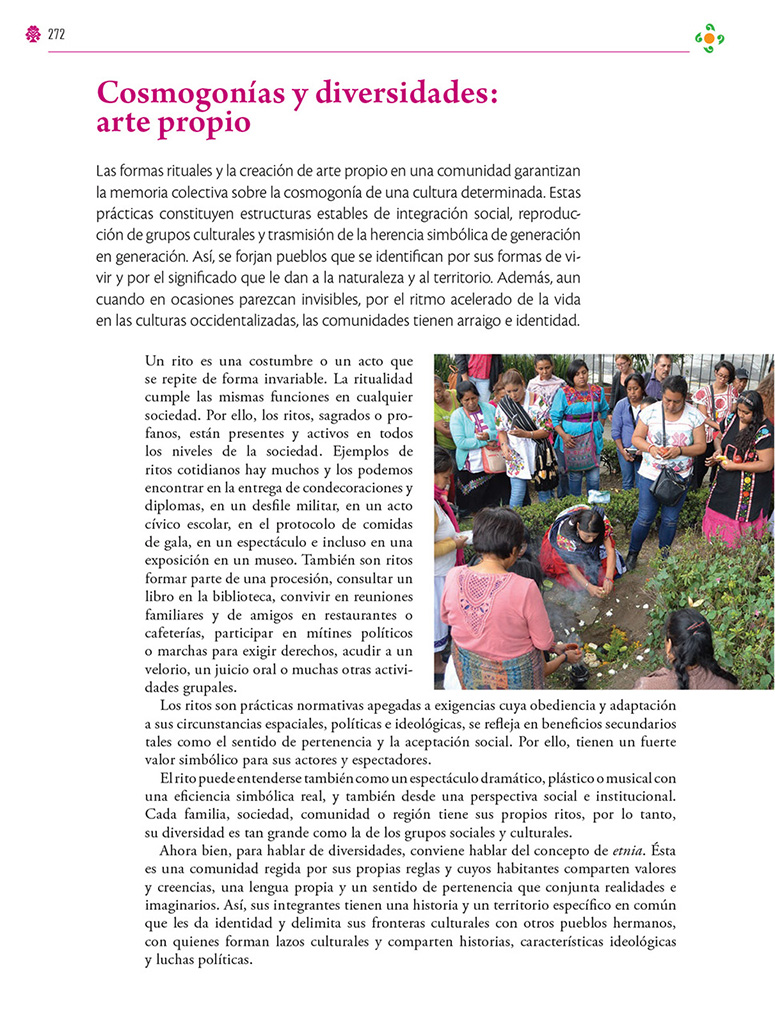 272
Cosmogonías y diversidades:
arte propio
Las formas rituales y la creación de arte propio en una comunidad garantizan
la memoria colectiva sobre la cosmogonía de una cultura determinada. Estas
prácticas constituyen estructuras estables de integración social, reproduc-
ción de grupos culturales y trasmisión de la herencia simbólica de generación
en generación. Así, se forjan pueblos que se identifican por sus formas de vi-
vir y por el significado que le dan a la naturaleza y al territorio. Además, aun
cuando en ocasiones parezcan invisibles, por el ritmo acelerado de la vida
en las culturas occidentalizadas, las comunidades tienen arraigo e identidad.
Un rito es una costumbre o un acto que
se repite de forma invariable. La ritualidad
cumple las mismas funciones en cualquier
sociedad. Por ello, los ritos, sagrados o pro-
fanos, están presentes y activos en todos
los niveles de la sociedad. Ejemplos de
ritos cotidianos hay muchos y los podemos
encontrar en la entrega de condecoraciones y
diplomas, en un desfile militar, en un acto
cívico escolar, en el protocolo de comidas
de gala, en un espectáculo e incluso en una
exposición en un museo. También son ritos
formar parte de una procesión, consultar un
libro en la biblioteca, convivir en reuniones
familiares y de amigos en restaurantes o
cafeterías, participar en mítines políticos
o marchas para exigir derechos, acudir a un
velorio, un juicio oral o muchas otras activi-
dades grupales.
Los ritos son prácticas normativas apegadas a exigencias cuya obediencia y adaptación
a sus circunstancias espaciales, políticas e ideológicas, se refleja en beneficios secundarios
tales como el sentido de pertenencia y la aceptación social. Por ello, tienen un fuerte
valor simbólico para sus actores y espectadores.
El rito puede entenderse también como un espectáculo dramático, plástico o musical con
una eficiencia simbólica real, y también desde una perspectiva social e institucional.
Cada familia, sociedad, comunidad o región tiene sus propios ritos, por lo tanto,
su diversidad es tan grande como la de los grupos sociales y culturales.
Ahora bien, para hablar de diversidades, conviene hablar del concepto de etnia. Ésta
es una comunidad regida por sus propias reglas y cuyos habitantes comparten valores
y creencias, una lengua propia y un sentido de pertenencia que conjunta realidades e
imaginarios. Así, sus integrantes tienen una historia y un territorio específico en común
que les da identidad y delimita sus fronteras culturales con otros pueblos hermanos,
con quienes forman lazos culturales y comparten historias, características ideológicas
y luchas políticas.